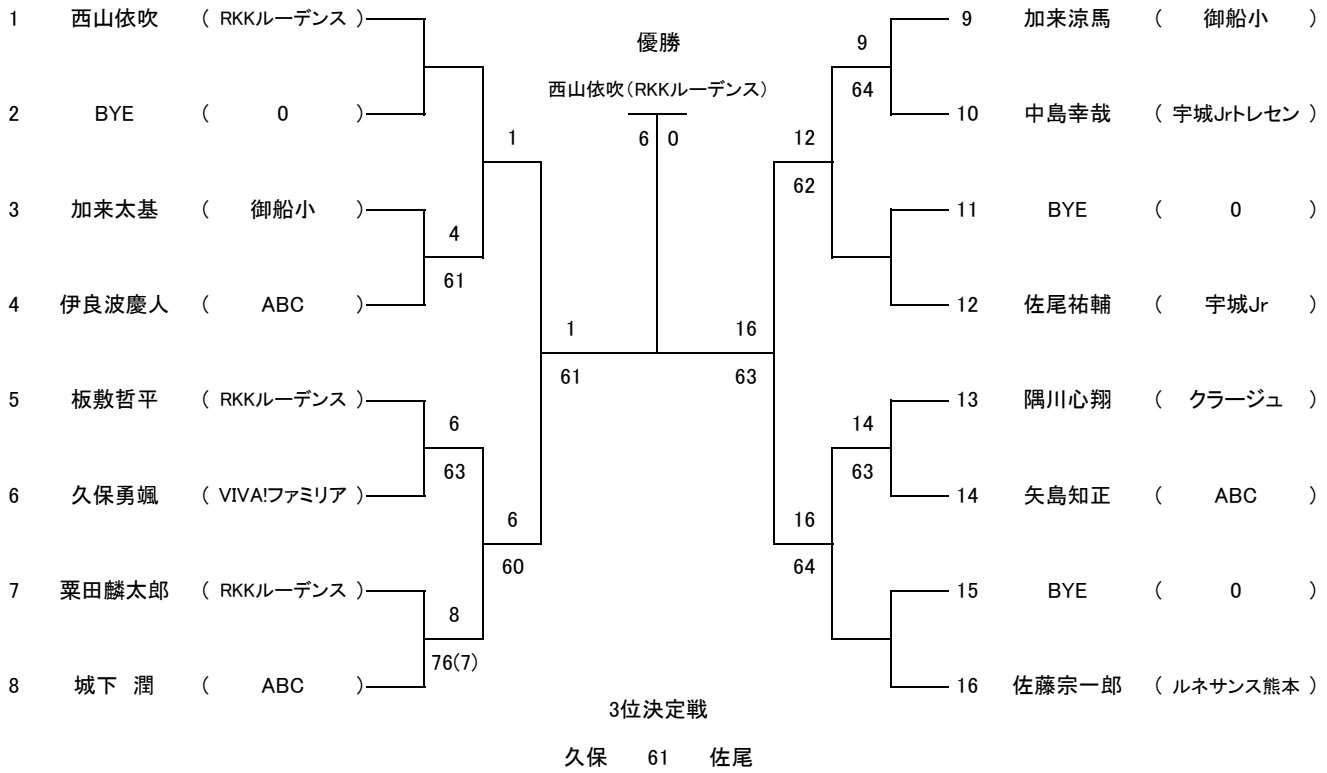 1 西山依吹 ( RKKルーデンス )
2 BYE ( 0 )
3 加来太基 ( 御船小 )
4 伊良波慶人 ( ABC )
5 板敷哲平 ( RKKルーデンス )
6 久保勇颯 ( VIVA!ファミリア )
7 粟田麟太郎 ( RKKルーデンス )
8 城下 潤 ( ABC )
1
4
61
6
63
8
76(7)
6
60
1
61
優勝
西山依吹(RKKルーデンス)
6 0
16
63
12
62
16
64
9
64
14
63
9 加来涼馬 ( 御船小 )
10 中島幸哉 ( 宇城Jrトレセン )
11 BYE ( 0 )
12 佐尾祐輔 ( 宇城Jr )
13 隅川心翔 ( クラージュ )
14 矢島知正 ( ABC )
15 BYE ( 0 )
16 佐藤宗一郎 ( ルネサンス熊本 )
3位決定戦
久保 61 佐尾